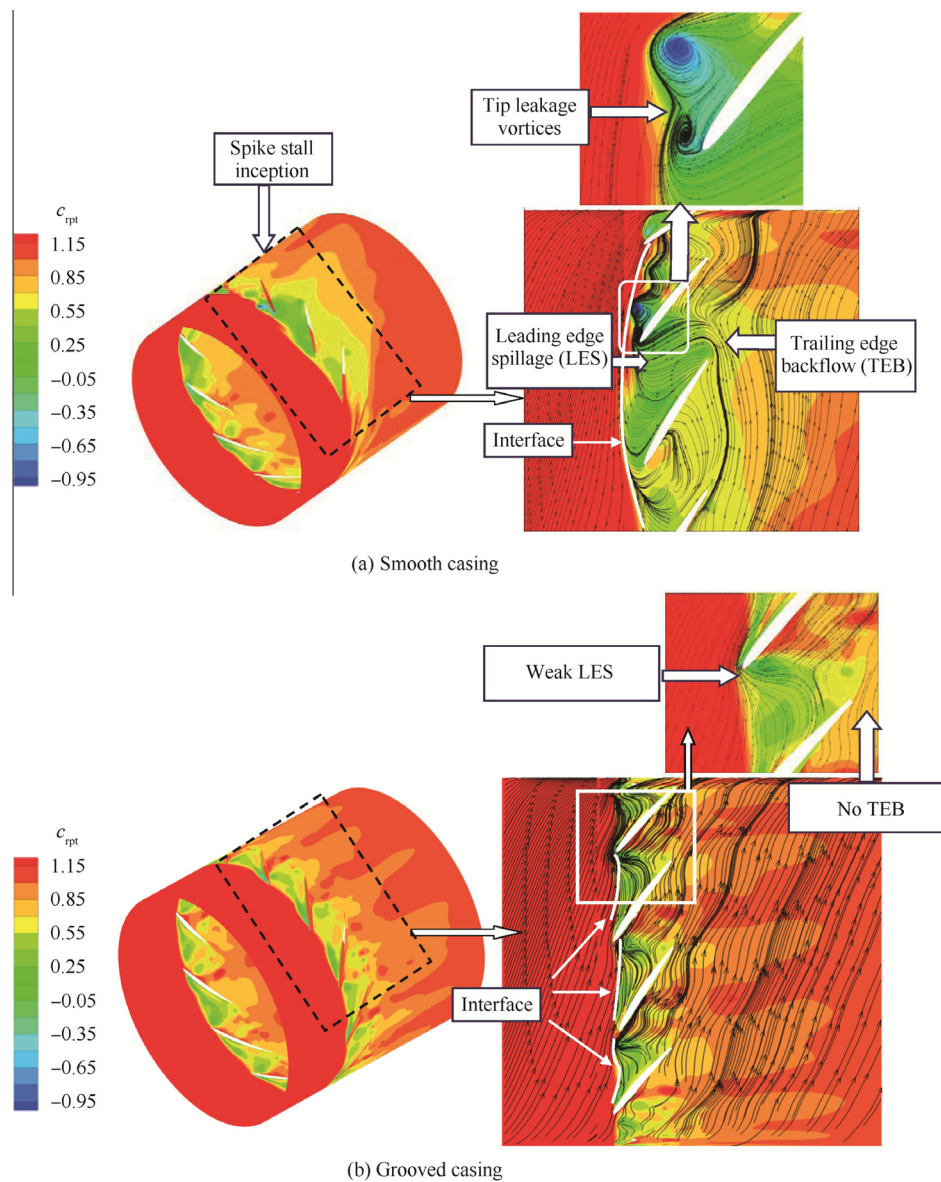 Tip leakage
vortices
Spike stall
inception
c_rpt
1.15
0.85
0.55
0.25
–0.05
–0.35
–0.65
–0.95
Leading edge
spillage (LES)
Trailing edge
backflow (TEB)
Interface
(a) Smooth casing
Weak LES
No TEB
c_rpt
1.15
0.85
0.55
0.25
–0.05
–0.35
–0.65
–0.95
Interface
(b) Grooved casing